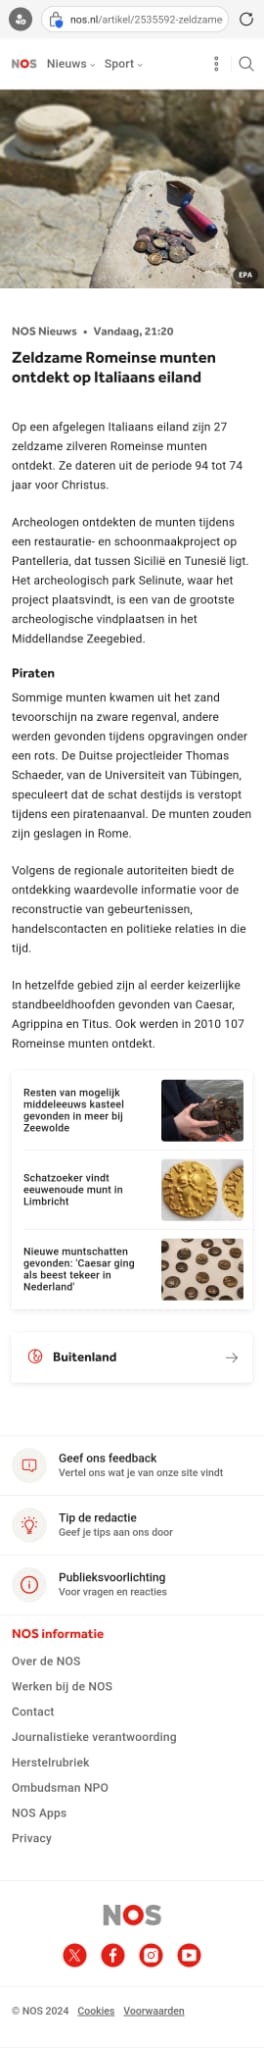 nos.nl/artikel/2535592-zeldzame
NOS Nieuws Sport
EPA
NOS Nieuws • Vandaag, 21:20
Zeldzame Romeinse munten
ontdekt op Italiaans eiland
Op een afgelegen Italiaans eiland zijn 27
zeldzame zilveren Romeinse munten
ontdekt. Ze dateren uit de periode 94 tot 74
jaar voor Christus.
Archeologen ontdekten de munten tijdens
een restauratie- en schoonmaakproject op
Pantelleria, dat tussen Sicilië en Tunesië ligt.
Het archeologisch park Selinute, waar het
project plaatsvindt, is een van de grootste
archeologische vindplaatsen in het
Middellandse Zeegebied.
Piraten
Sommige munten kwamen uit het zand
tevoorschijn na zware regenval, andere
werden gevonden tijdens opgravingen onder
een rots. De Duitse projectleider Thomas
Schaeder, van de Universiteit van Tübingen,
speculeert dat de schat destijds is verstopt
tijdens een piratenaanval. De munten zouden
zijn geslagen in Rome.
Volgens de regionale autoriteiten biedt de
ontdekking waardevolle informatie voor de
reconstructie van gebeurtenissen,
handelscontacten en politieke relaties in die
tijd.
In hetzelfde gebied zijn al eerder keizerlijke
standbeeldhoofden gevonden van Caesar,
Agrippina en Titus. Ook werden in 2010 107
Romeinse munten ontdekt.
Resten van mogelijk
middeleeuws kasteel
gevonden in meer bij
Zeewolde
Schatzoeker vindt
eeuwenoude munt in
Limbricht
Nieuwe muntschatten
gevonden: 'Caesar ging
als beest tekeer in
Nederland'
Buitenland
Geef ons feedback
Vertel ons wat je van onze site vindt
Tip de redactie
Geef je tips aan ons door
Publieksvoorlichting
Voor vragen en reacties
NOS informatie
Over de NOS
Werken bij de NOS
Contact
Journalistieke verantwoording
Herstelrubriek
Ombudsman NPO
NOS Apps
Privacy
NOS
© NOS 2024 Cookies Voorwaarden